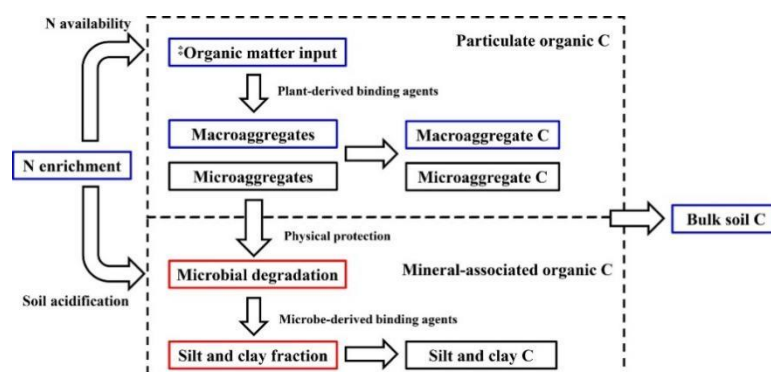 N availability
Particulate organic C
‡Organic matter input
Plant-derived binding agents
Macroaggregates
Macroaggregate C
N enrichment
Microaggregates
Microaggregate C
Bulk soil C
Physical protection
Microbial degradation
Mineral-associated organic C
Soil acidification
Microbe-derived binding agents
Silt and clay fraction
Silt and clay C